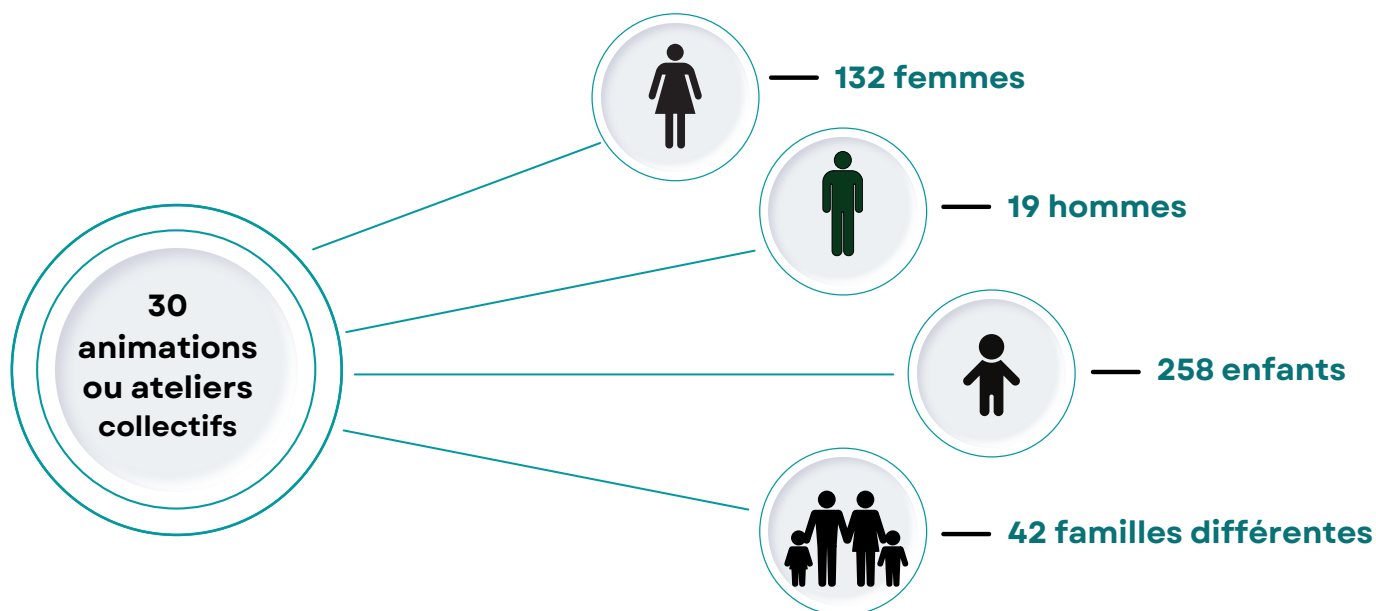 132 femmes
19 hommes
30
animations
ou ateliers
collectifs
258 enfants
42 familles différentes